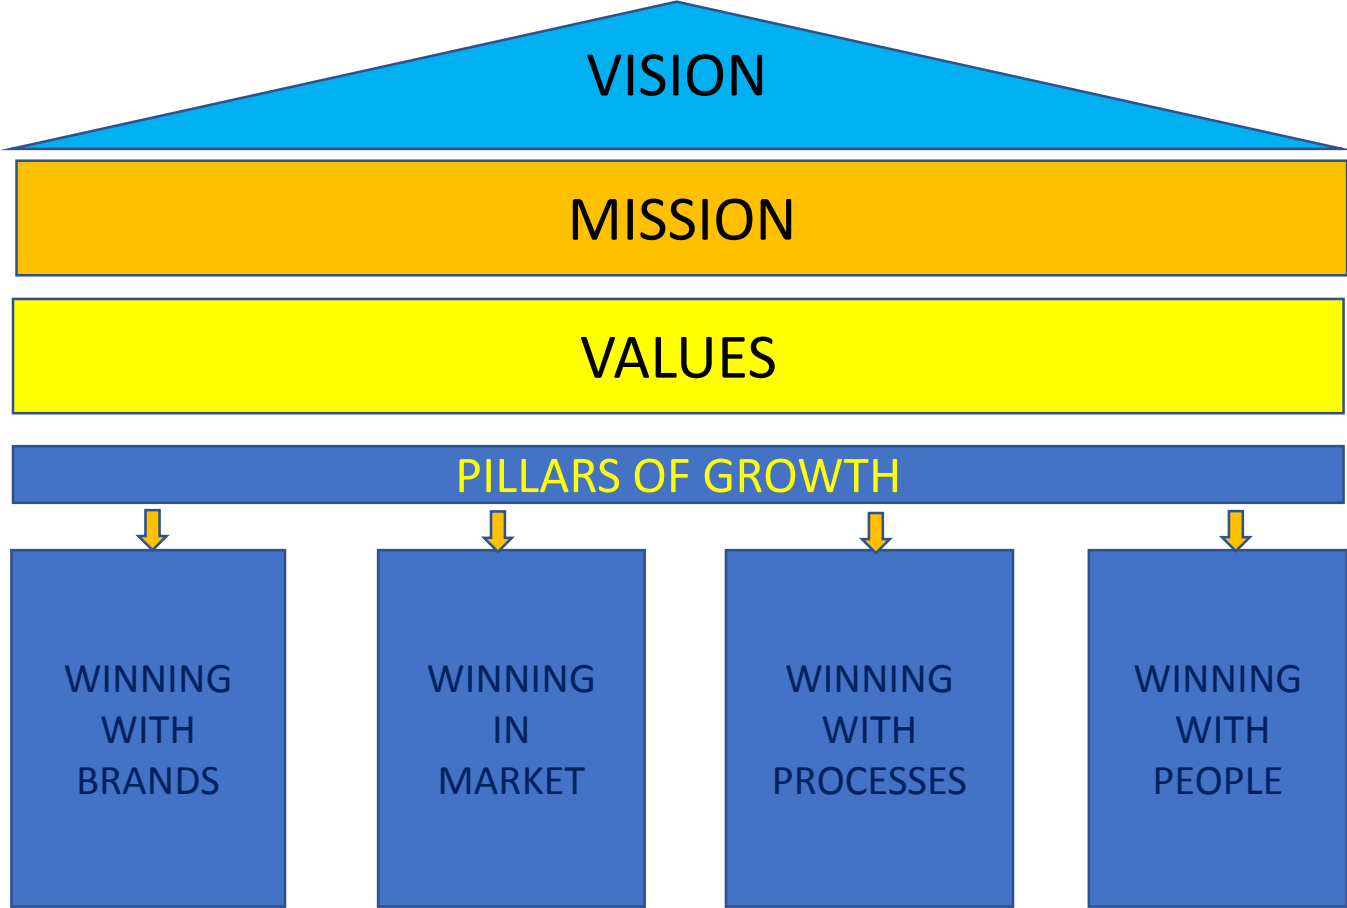 VISION
MISSION
VALUES
PILLARS OF GROWTH
WINNING
WITH
BRANDS
WINNING
IN
MARKET
WINNING
WITH
PROCESSES
WINNING
WITH
PEOPLE